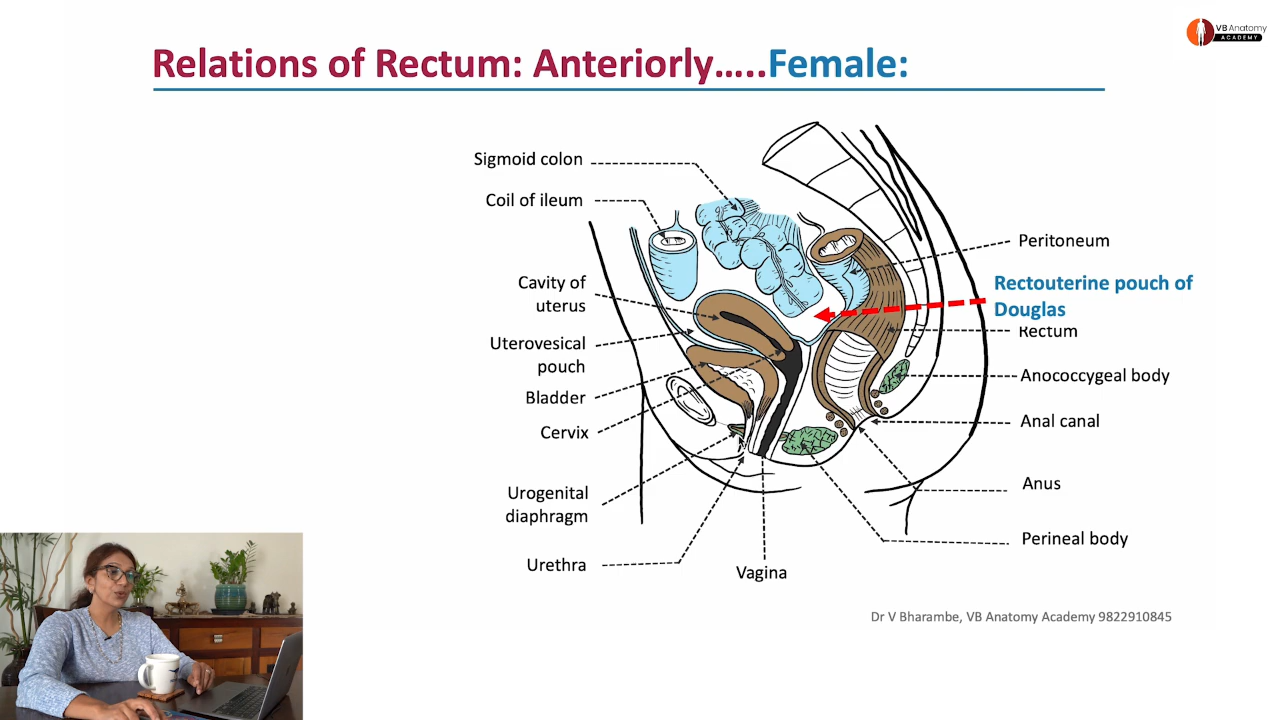 VB Anatomy
ACADEMY
Relations of Rectum: Anteriorly…..Female:
Sigmoid colon
Coil of ileum
Cavity of
uterus
Uterovesical
pouch
Bladder
Cervix
Urogenital
diaphragm
Urethra
Vagina
Peritoneum
Rectouterine pouch of
Douglas
Rectum
Anococcygeal body
Anal canal
Anus
Perineal body
Dr V Bharambe, VB Anatomy Academy 9822910845